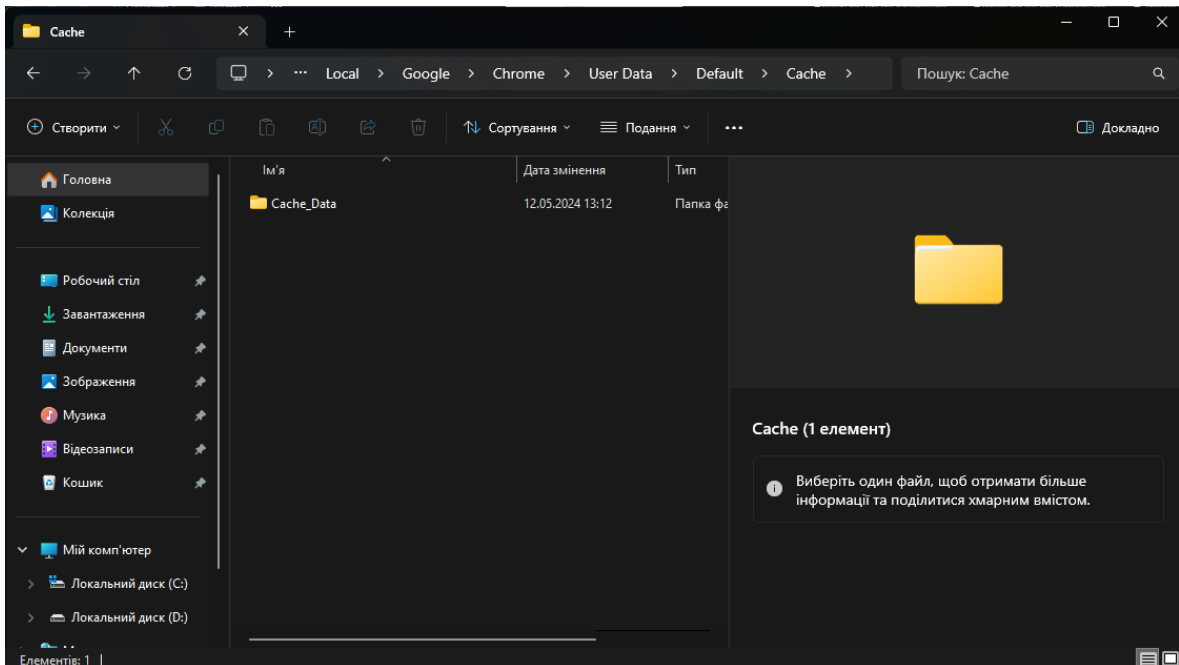 Cache
Local > Google > Chrome > User Data > Default > Cache >
Пошук: Cache
Створити
Сортування
Подання
Докладно
Головна
Колекція
Робочий стіл
Завантаження
Документи
Зображення
Музика
Відеозаписи
Кошик
Мій комп'ютер
Локальний диск (C:)
Локальний диск (D:)
Ім'я
Дата змінення
Тип
Cache_Data
12.05.2024 13:12
Папка фа
Cache (1 елемент)
Виберіть один файл, щоб отримати більше
інформації та поділитися хмарним вмістом.
Елементів: 1